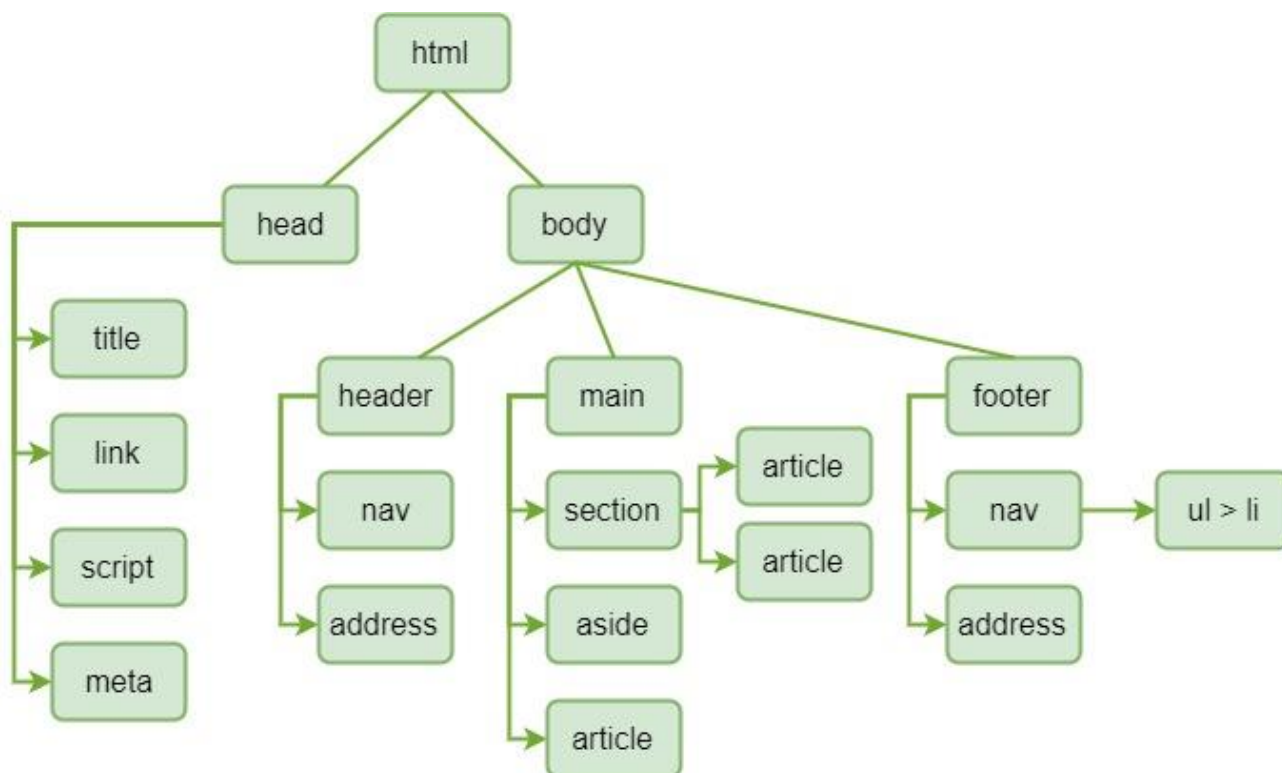 html
head
body
title
link
script
meta
header
nav
address
main
section
article
article
aside
article
footer
nav
ul > li
address